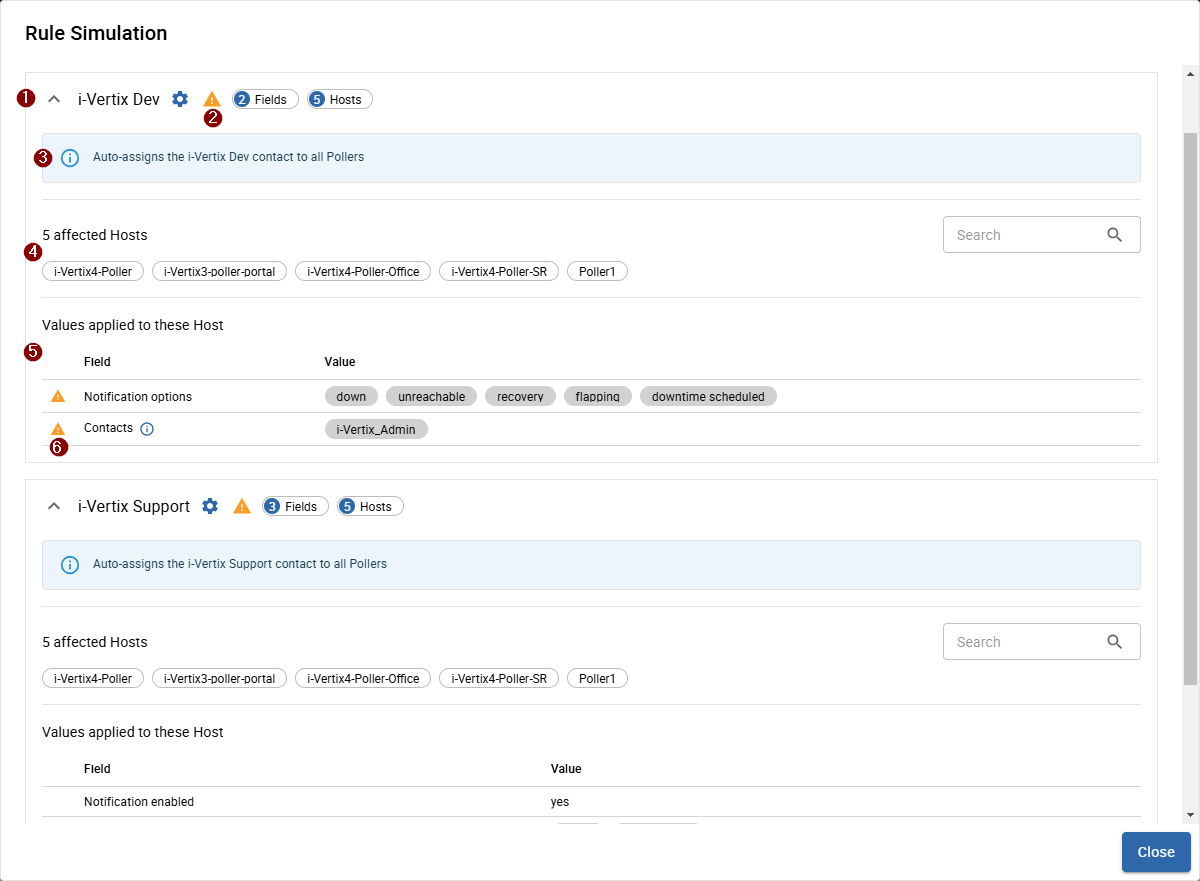 Rule Simulation
1 i-Vertix Dev 2 Fields 5 Hosts
2
3 Auto-assigns the i-Vertix Dev contact to all Pollers
5 affected Hosts Search
4
i-Vertix4-Poller i-Vertix3-poller-portal i-Vertix4-Poller-Office i-Vertix4-Poller-SR Poller1
Values applied to these Host
5
Field Value
Notification options down unreachable recovery flapping downtime scheduled
Contacts i-Vertix_Admin
6
i-Vertix Support 3 Fields 5 Hosts
Auto-assigns the i-Vertix Support contact to all Pollers
5 affected Hosts Search
i-Vertix4-Poller i-Vertix3-poller-portal i-Vertix4-Poller-Office i-Vertix4-Poller-SR Poller1
Values applied to these Host
Field Value
Notification enabled yes
Close